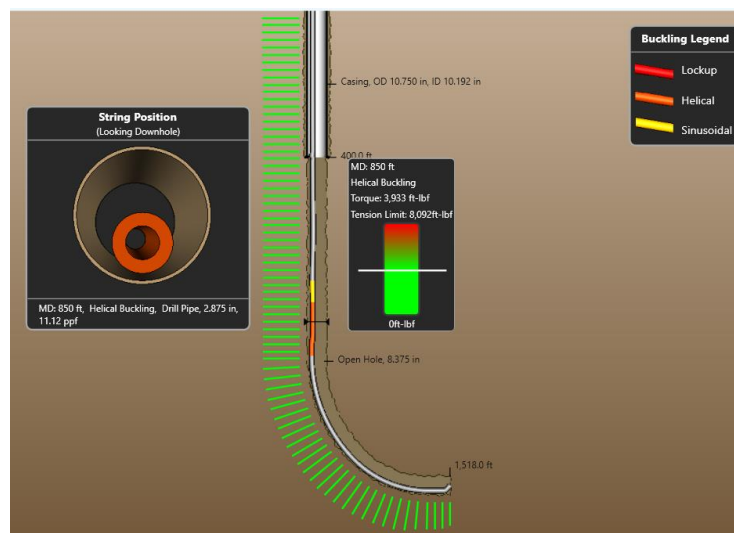 Buckling Legend
Lockup
Helical
Sinusoidal
Casing, OD 10.750 in, ID 10.192 in
String Position
(Looking Downhole)
400.0 ft
MD: 850 ft
Helical Buckling
Torque: 3,933 ft-lbf
Tension Limit: 8,092ft-lbf
0ft-lbf
MD: 850 ft, Helical Buckling, Drill Pipe, 2.875 in,
11.12 ppf
Open Hole, 8.375 in
1,518.0 ft